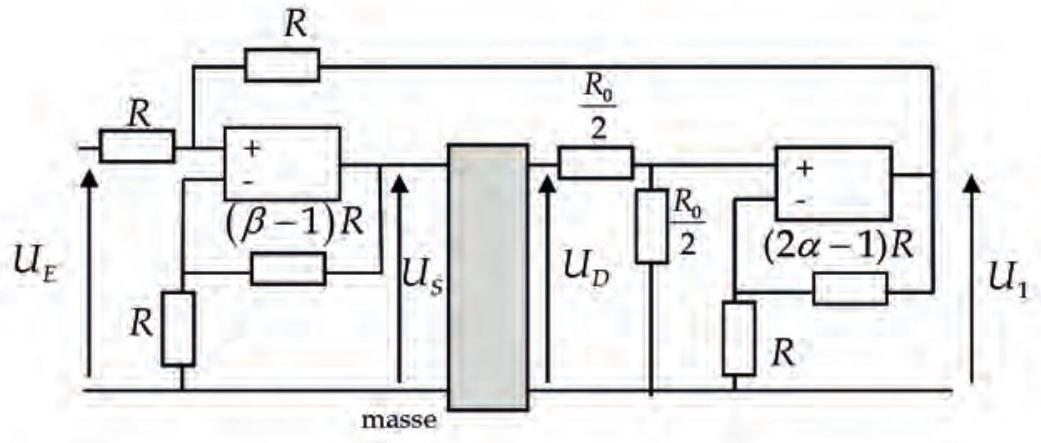 R
R
R₀/2
+
-
(β-1)R
U_E
R
U_S
U_D
R₀/2
+
-
(2α-1)R
R
U₁
masse